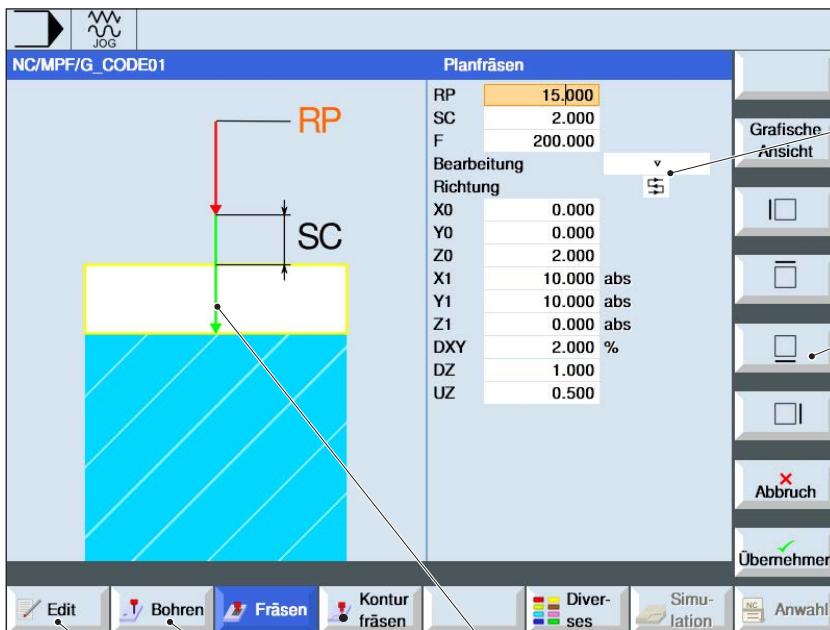 JOG
NC/MPF/G_CODE01
Planfräsen
RP
SC
RP 15.000
SC 2.000
F 200.000
Bearbeitung
Richtung
X0 0.000
Y0 0.000
Z0 2.000
X1 10.000 abs
Y1 10.000 abs
Z1 0.000 abs
DXY 2.000 %
DZ 1.000
UZ 0.500
Grafische
Ansicht
Abbruch
Übernehmen
Edit
Bohren
Fräsen
Kontur
fräsen
Diver-
ses
Simu-
lation
NC
Anwahl